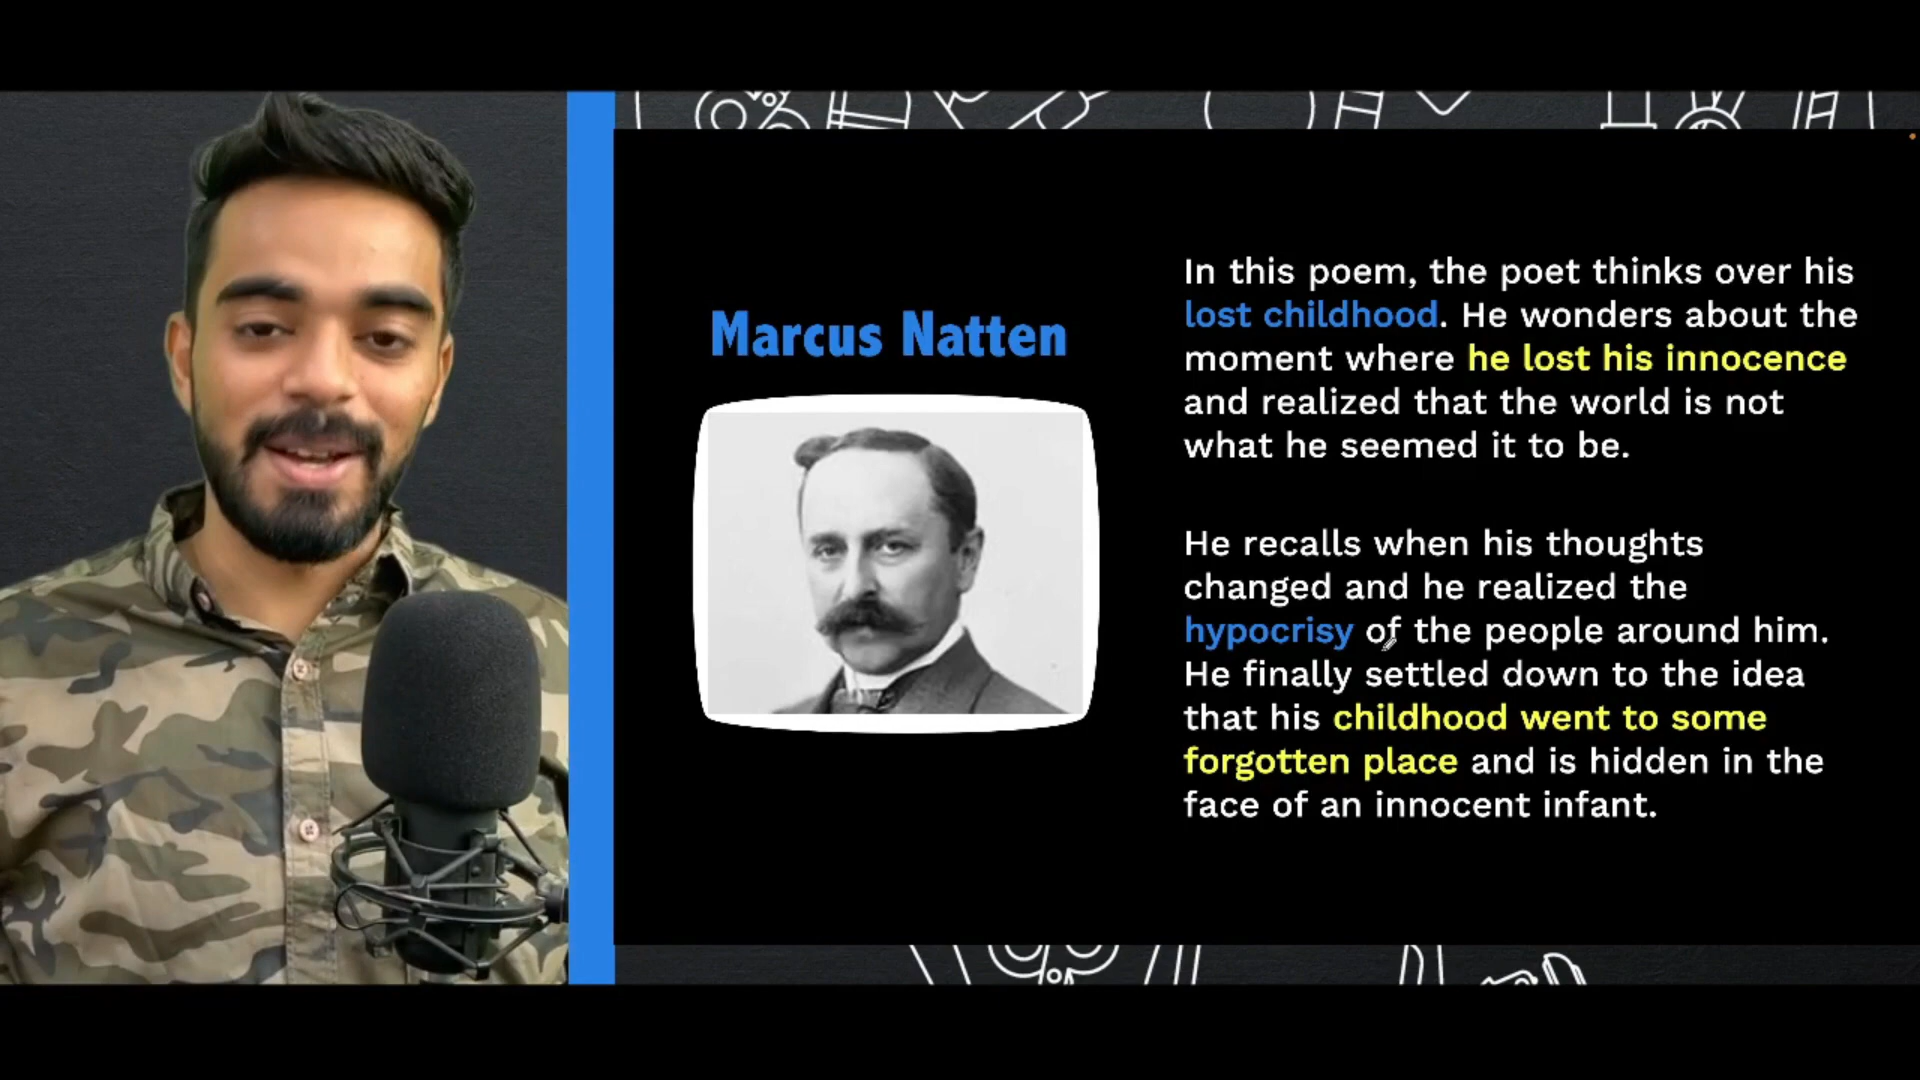 Marcus Natten
In this poem, the poet thinks over his
lost childhood. He wonders about the
moment where he lost his innocence
and realized that the world is not
what he seemed it to be.
He recalls when his thoughts
changed and he realized the
hypocrisy of the people around him.
He finally settled down to the idea
that his childhood went to some
forgotten place and is hidden in the
face of an innocent infant.